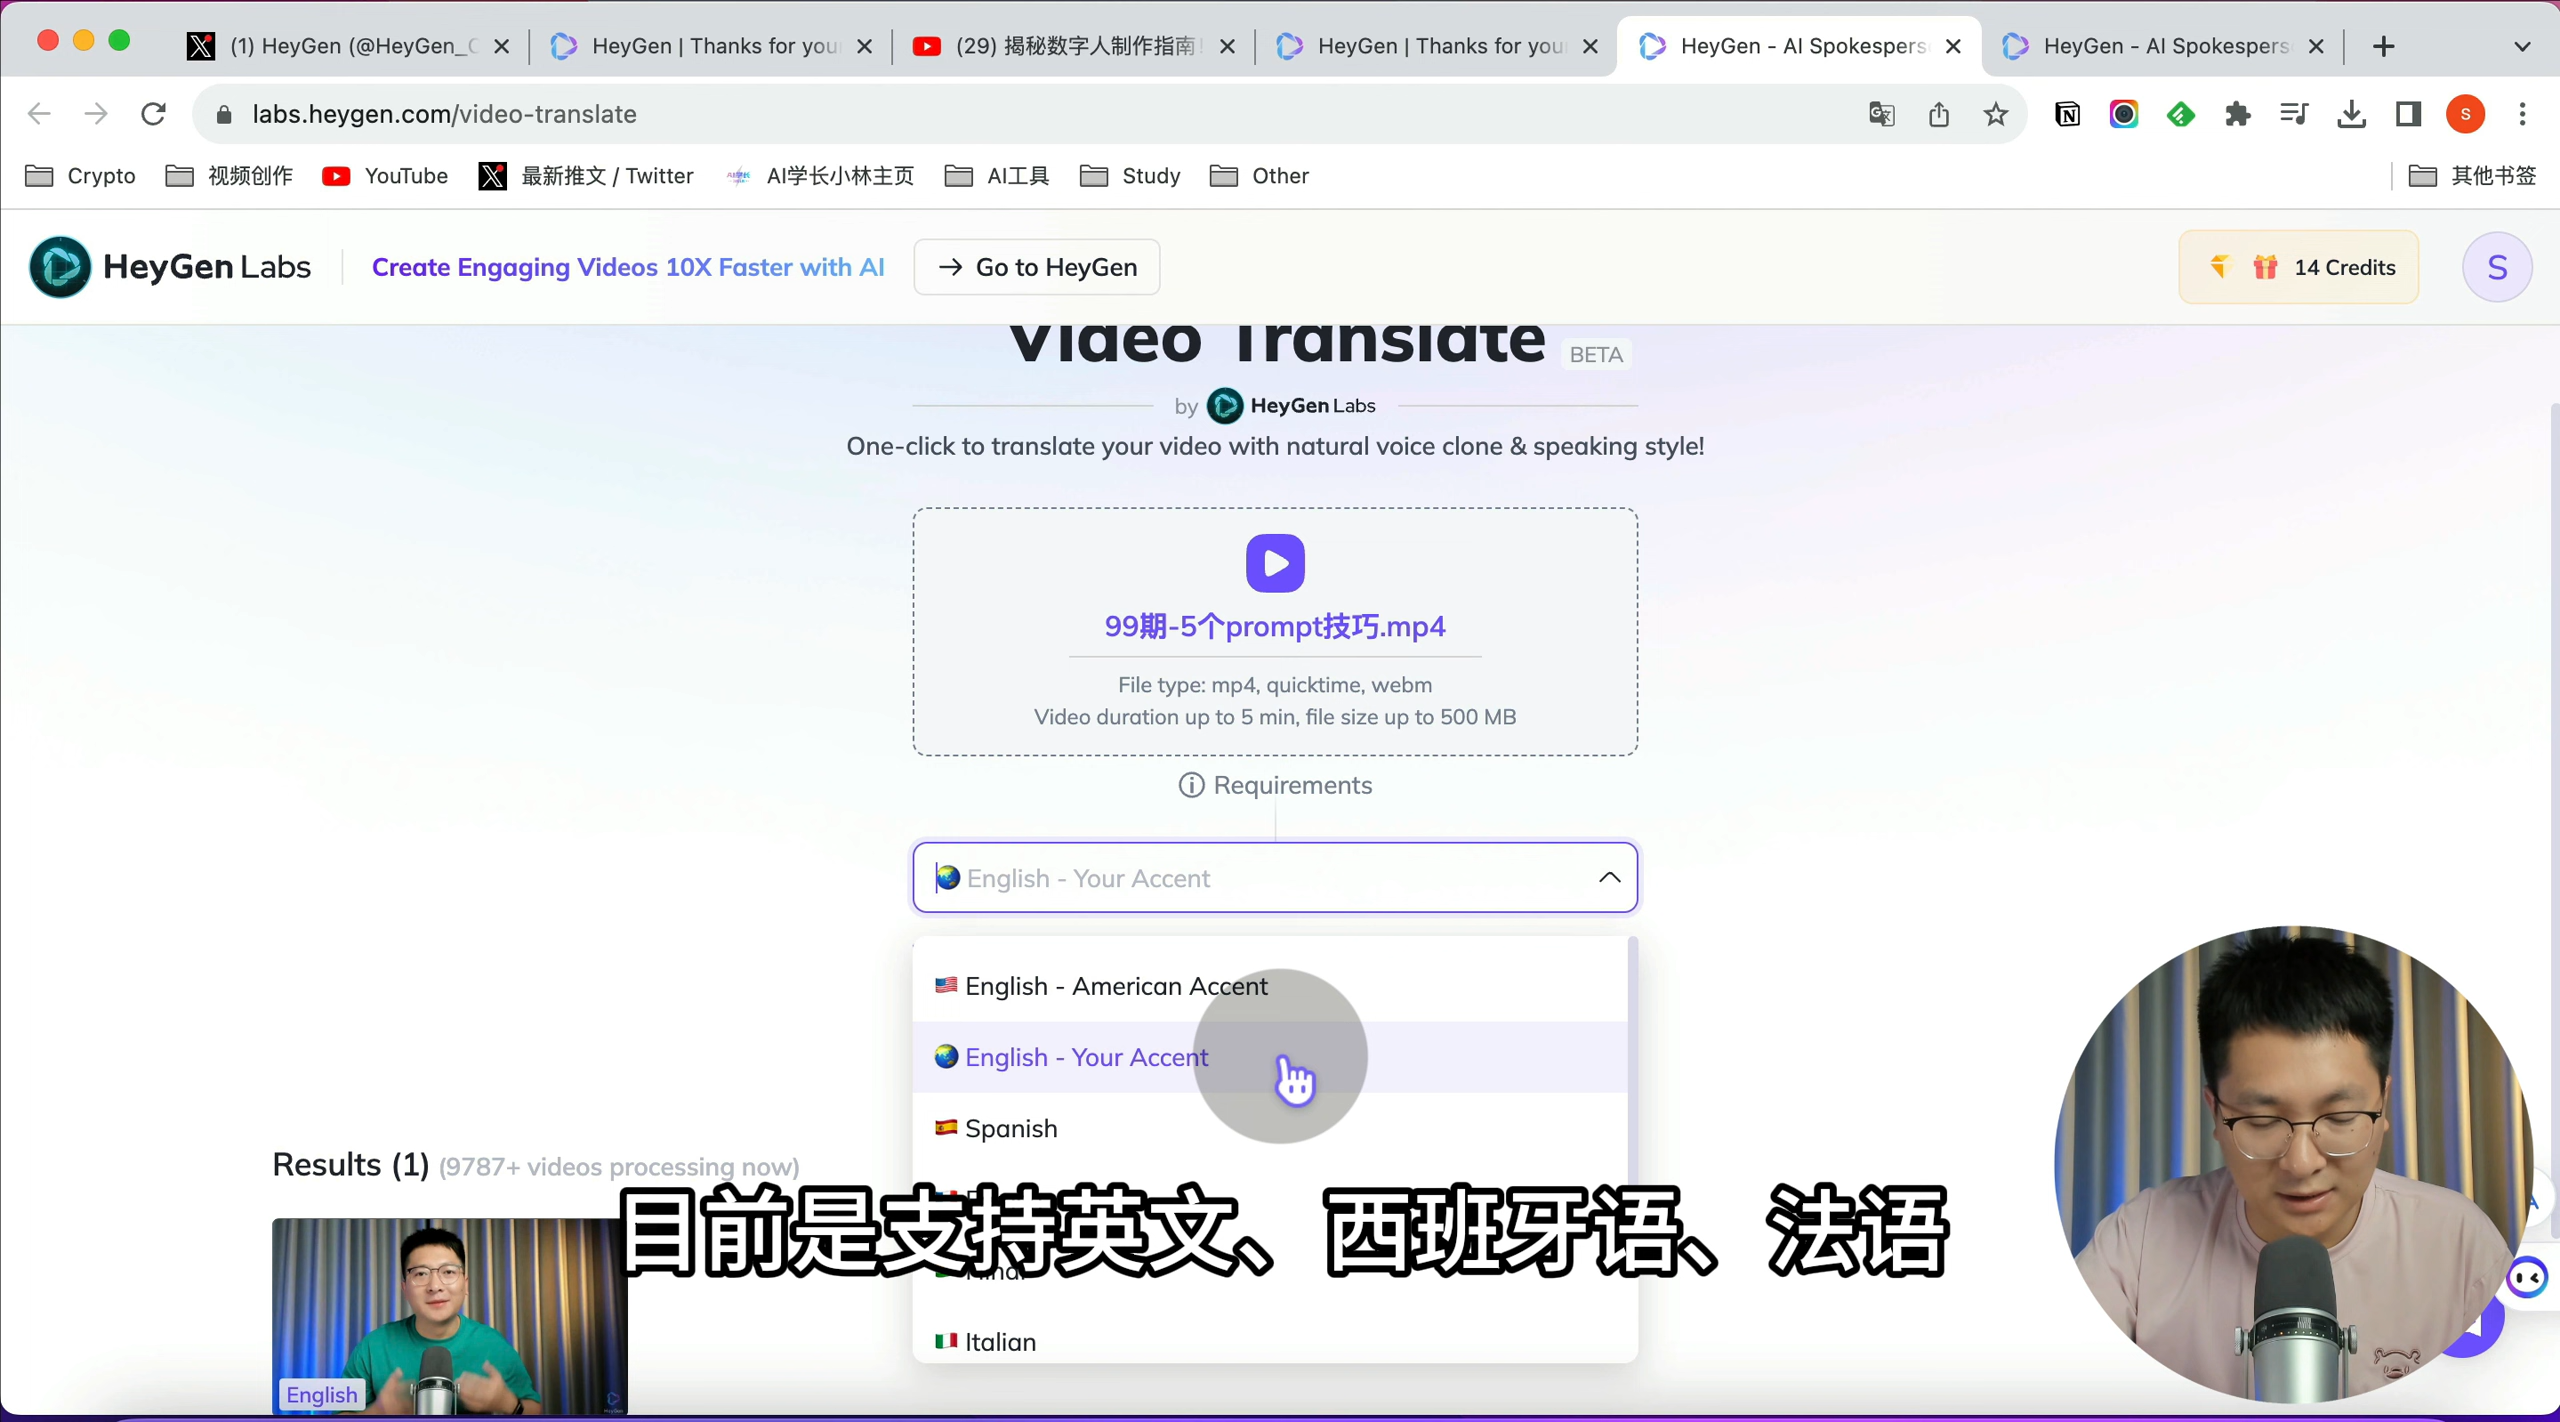 (1) HeyGen (@HeyGen_
HeyGen | Thanks for you
(29) 揭秘数字人制作指南
HeyGen | Thanks for you
HeyGen - AI Spokespers
HeyGen - AI Spokespers
labs.heygen.com/video-translate
S
Crypto
视频创作
YouTube
最新推文 / Twitter
AI学长小林主页
AI工具
Study
Other
其他书签
HeyGen Labs
Create Engaging Videos 10X Faster with AI
→ Go to HeyGen
14 Credits
S
Video Translate BETA
by HeyGen Labs
One-click to translate your video with natural voice clone & speaking style!
99期-5个prompt技巧.mp4
File type: mp4, quicktime, webm
Video duration up to 5 min, file size up to 500 MB
Requirements
English - Your Accent
English - American Accent
English - Your Accent
Spanish
Results (1) (9787+ videos processing now)
目前是支持英文、西班牙语、法语
Italian
English